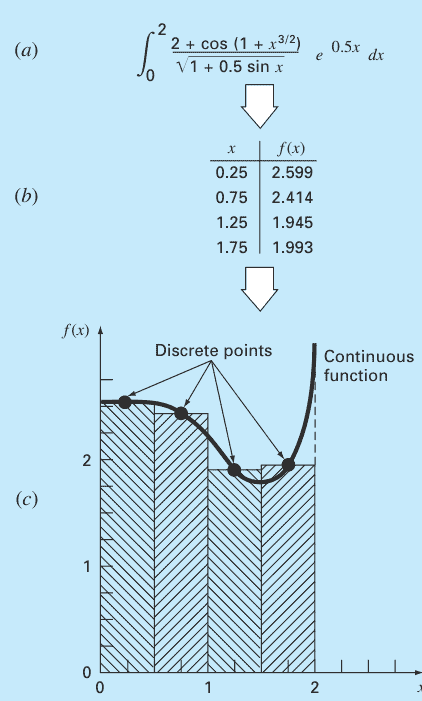 (a) ∫₀² (2 + cos (1 + x^{3/2})) / √(1 + 0.5 sin x) e^{0.5x} dx
x f(x)
0.25 2.599
(b) 0.75 2.414
1.25 1.945
1.75 1.993
f(x)
Discrete points
Continuous
function
2
(c)
1
0
0 1 2